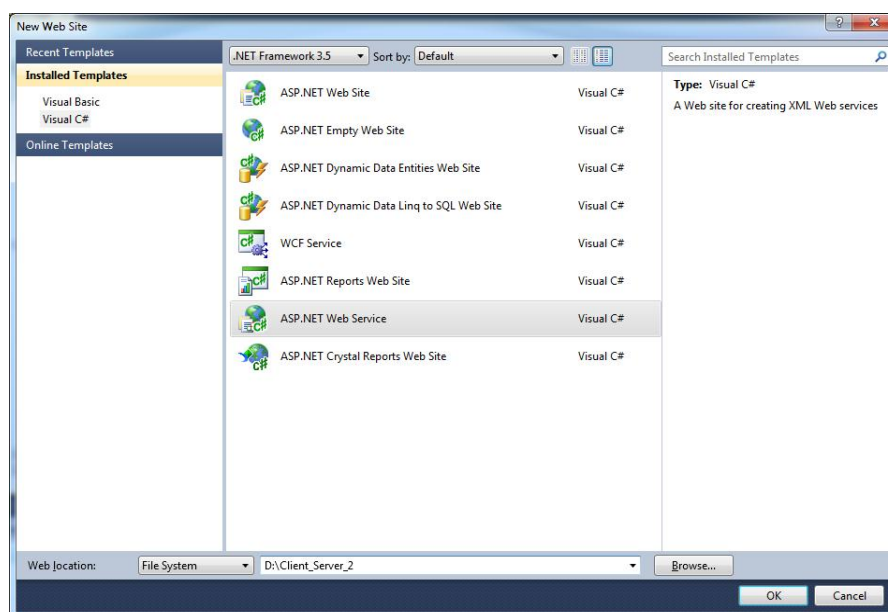 New Web Site
Recent Templates
.NET Framework 3.5 Sort by: Default
Search Installed Templates
Installed Templates
Visual Basic
Visual C#
Online Templates
ASP.NET Web Site Visual C#
ASP.NET Empty Web Site Visual C#
ASP.NET Dynamic Data Entities Web Site Visual C#
ASP.NET Dynamic Data Linq to SQL Web Site Visual C#
WCF Service Visual C#
ASP.NET Reports Web Site Visual C#
ASP.NET Web Service Visual C#
ASP.NET Crystal Reports Web Site Visual C#
Type: Visual C#
A Web site for creating XML Web services
Web location: File System D:\Client_Server_2 Browse...
OK Cancel